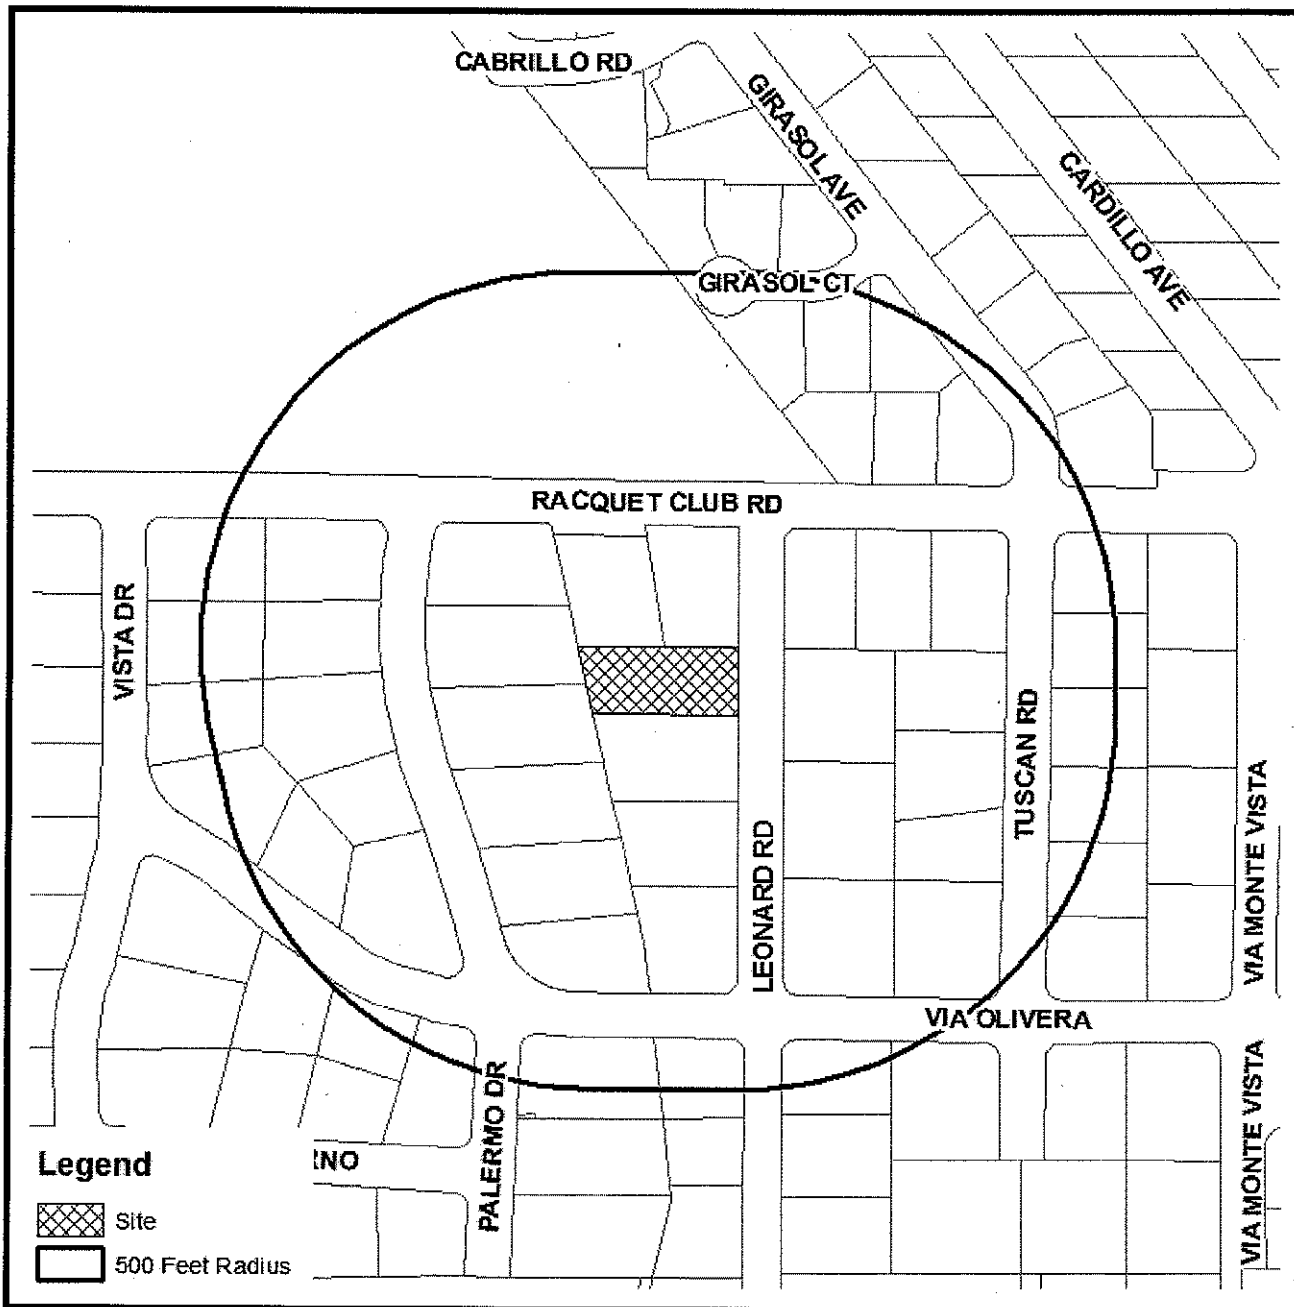 CABRILLO RD
GIRASOL AVE
CARDILLO AVE
GIRASOL CT
RACQUET CLUB RD
VISTA DR
TUSCAN RD
LEONARD RD
VIA MONTE VISTA
VIA OLIVERA
PALERMO DR
VIA MONTE VISTA
RNO
Legend
Site
500 Feet Radius